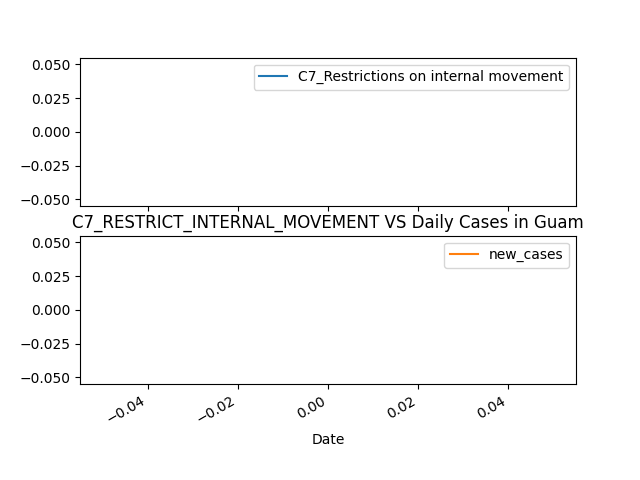 0.050
C7_Restrictions on internal movement
0.025
0.000
−0.025
−0.050
C7_RESTRICT_INTERNAL_MOVEMENT VS Daily Cases in Guam
0.050
new_cases
0.025
0.000
−0.025
−0.050
−0.04 −0.02 0.00 0.02 0.04
Date